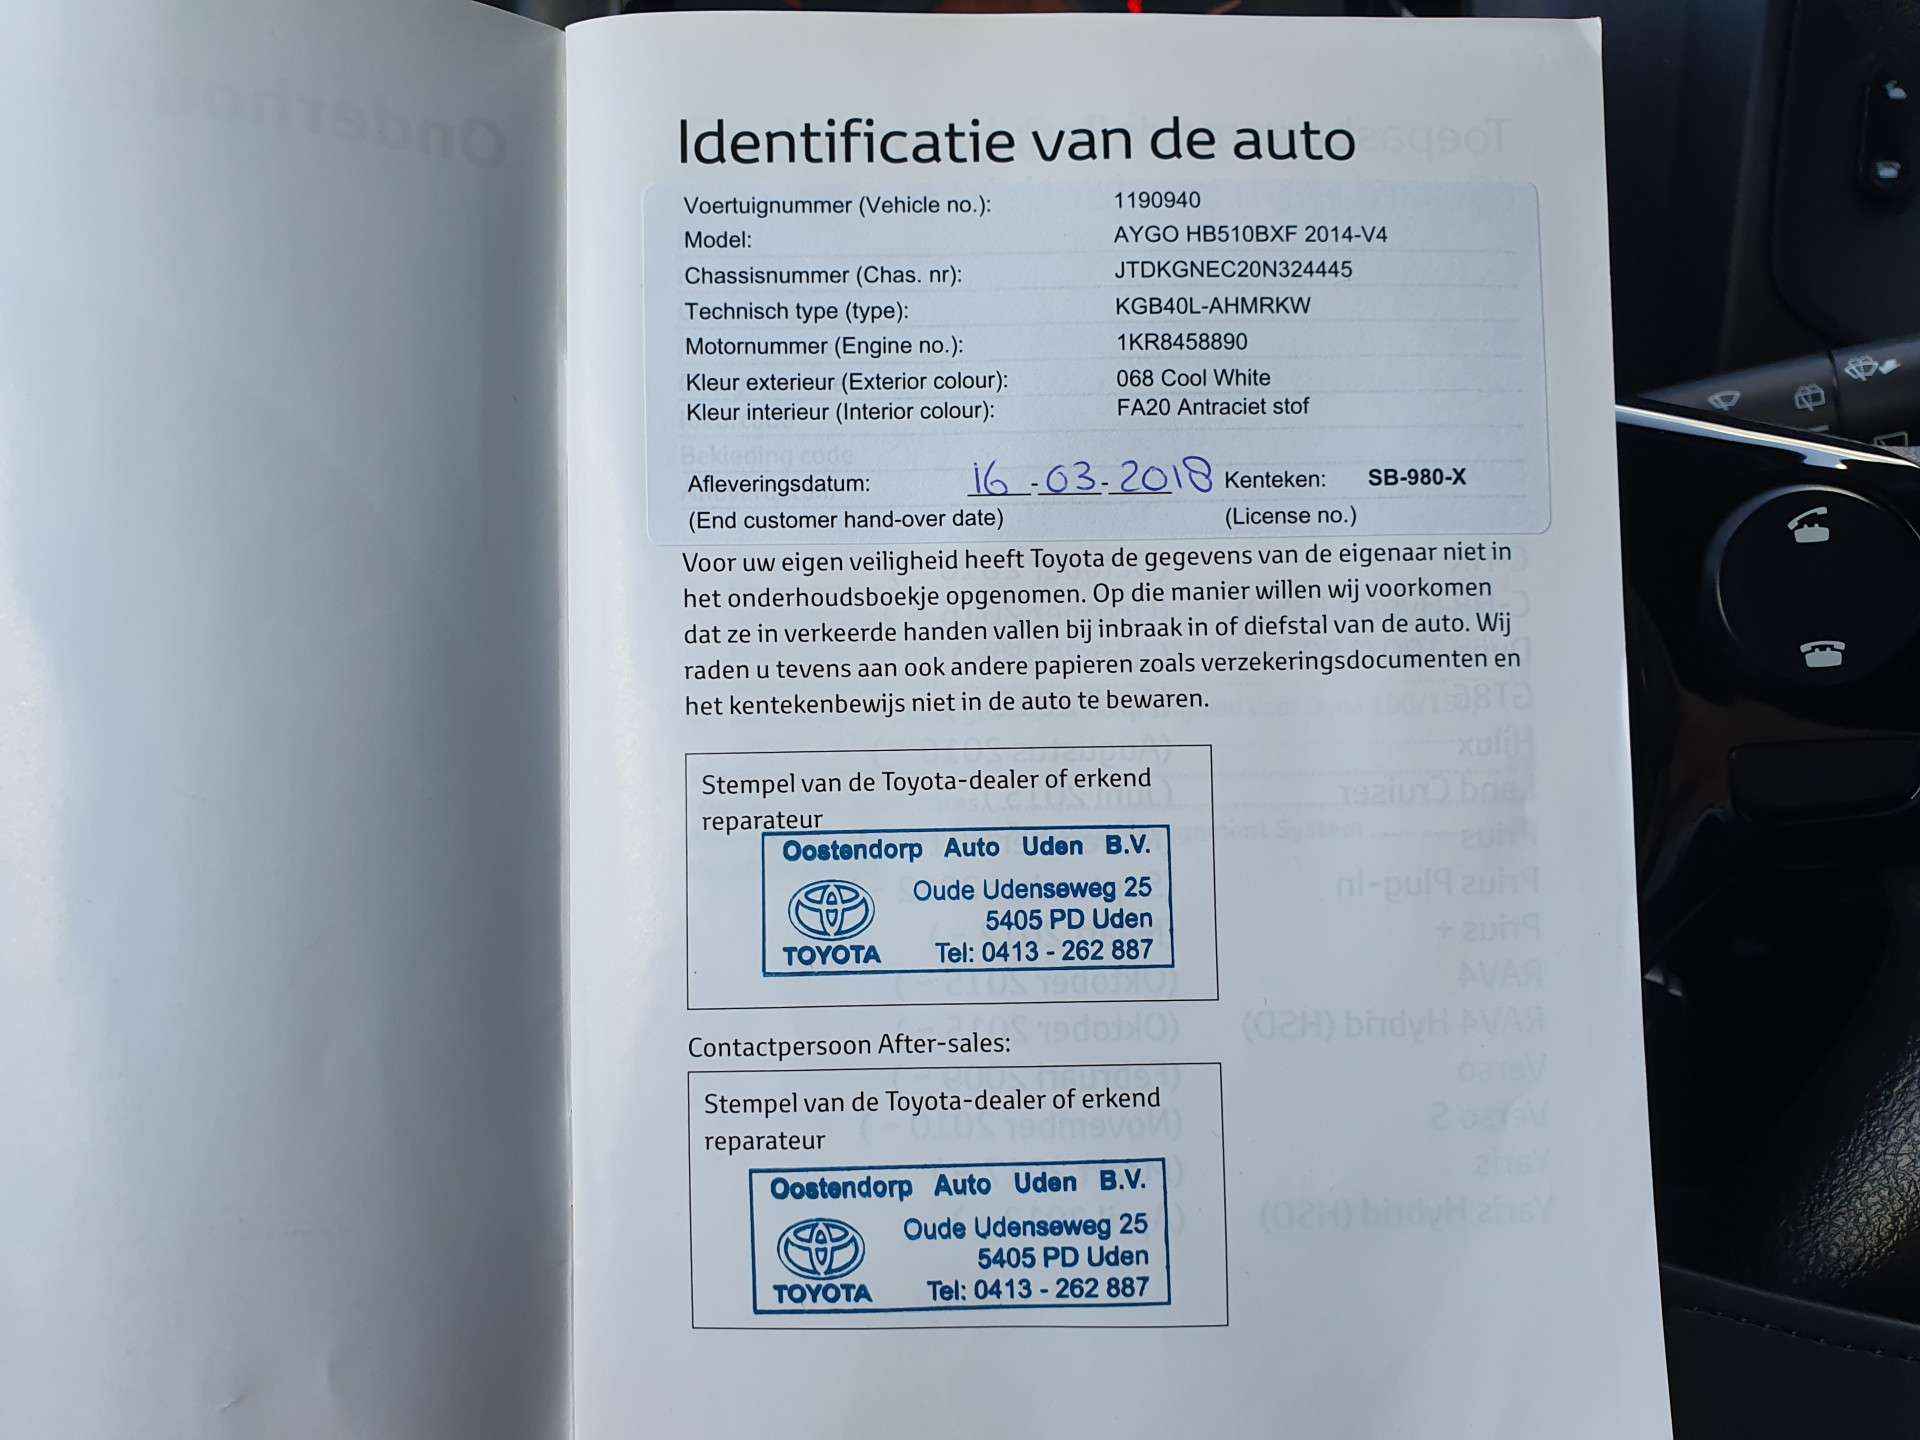 Identificatie van de auto
Voertuignummer (Vehicle no.): 1190940
Model: AYGO HB510BXF 2014-V4
Chassisnummer (Chas. nr): JTDKGNEC20N324445
Technisch type (type): KGB40L-AHMRKW
Motornummer (Engine no.): 1KR8458890
Kleur exterieur (Exterior colour): 068 Cool White
Kleur interieur (Interior colour): FA20 Antraciet stof
Bekleding code
Afleveringsdatum: 16-03-2018 Kenteken: SB-980-X
(End customer hand-over date) (License no.)
Voor uw eigen veiligheid heeft Toyota de gegevens van de eigenaar niet in
het onderhoudsboekje opgenomen. Op die manier willen wij voorkomen
dat ze in verkeerde handen vallen bij inbraak in of diefstal van de auto. Wij
raden u tevens aan ook andere papieren zoals verzekeringsdocumenten en
het kentekenbewijs niet in de auto te bewaren.
Stempel van de Toyota-dealer of erkend
reparateur
Oostendorp Auto Uden B.V.
Oude Udenseweg 25
5405 PD Uden
TOYOTA Tel: 0413 - 262 887
Contactpersoon After-sales:
Stempel van de Toyota-dealer of erkend
reparateur
Oostendorp Auto Uden B.V.
Oude Udenseweg 25
5405 PD Uden
TOYOTA Tel: 0413 - 262 887